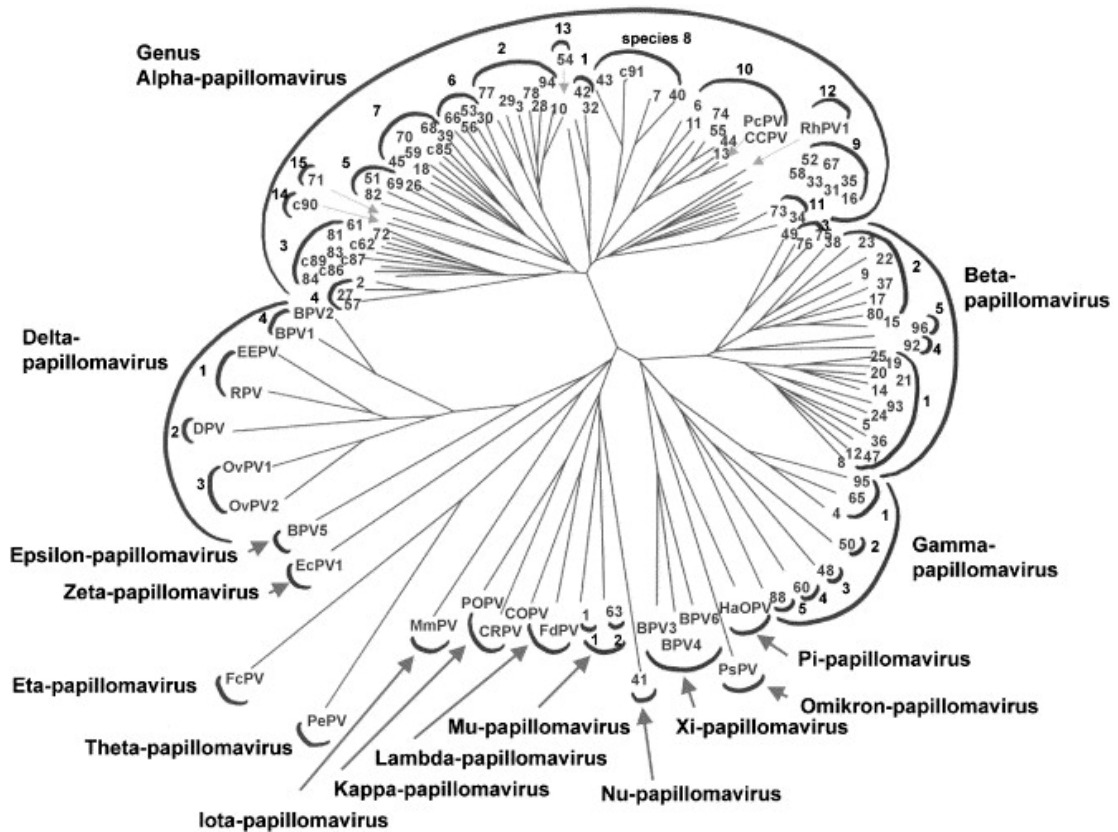 Genus
Alpha-papillomavirus
13
54
2
1
species 8
94
42
43
c91
7
40
10
77
78
29
3
28
10
32
6
74
PcPV
CCPV
11
55
44
13
12
RhPV1
6
53
66
30
56
7
70
68
39
59
c85
45
18
9
52
67
58
33
35
31
16
15
71
5
51
69
26
82
14
c90
73
11
34
3
61
81
72
c62
83
c89
c87
c86
84
4
2
27
57
49
76
3
75
38
23
22
2
9
37
17
80
15
Beta-
papillomavirus
5
96
92
4
25
19
20
21
14
93
1
24
5
36
12
47
8
Delta-
papillomavirus
BPV2
4
BPV1
EEPV
1
RPV
2
DPV
OvPV1
3
OvPV2
95
65
4
1
50
2
48
3
60
4
88
5
Gamma-
papillomavirus
BPV5
Epsilon-papillomavirus
EcPV1
Zeta-papillomavirus
FcPV
Eta-papillomavirus
PePV
Theta-papillomavirus
MmPV
Iota-papillomavirus
POPV
CRPV
Kappa-papillomavirus
COPV
FdPV
Lambda-papillomavirus
1
63
1
2
Mu-papillomavirus
41
Nu-papillomavirus
BPV3
BPV6
BPV4
Xi-papillomavirus
PsPV
Omikron-papillomavirus
HaOPV
Pi-papillomavirus